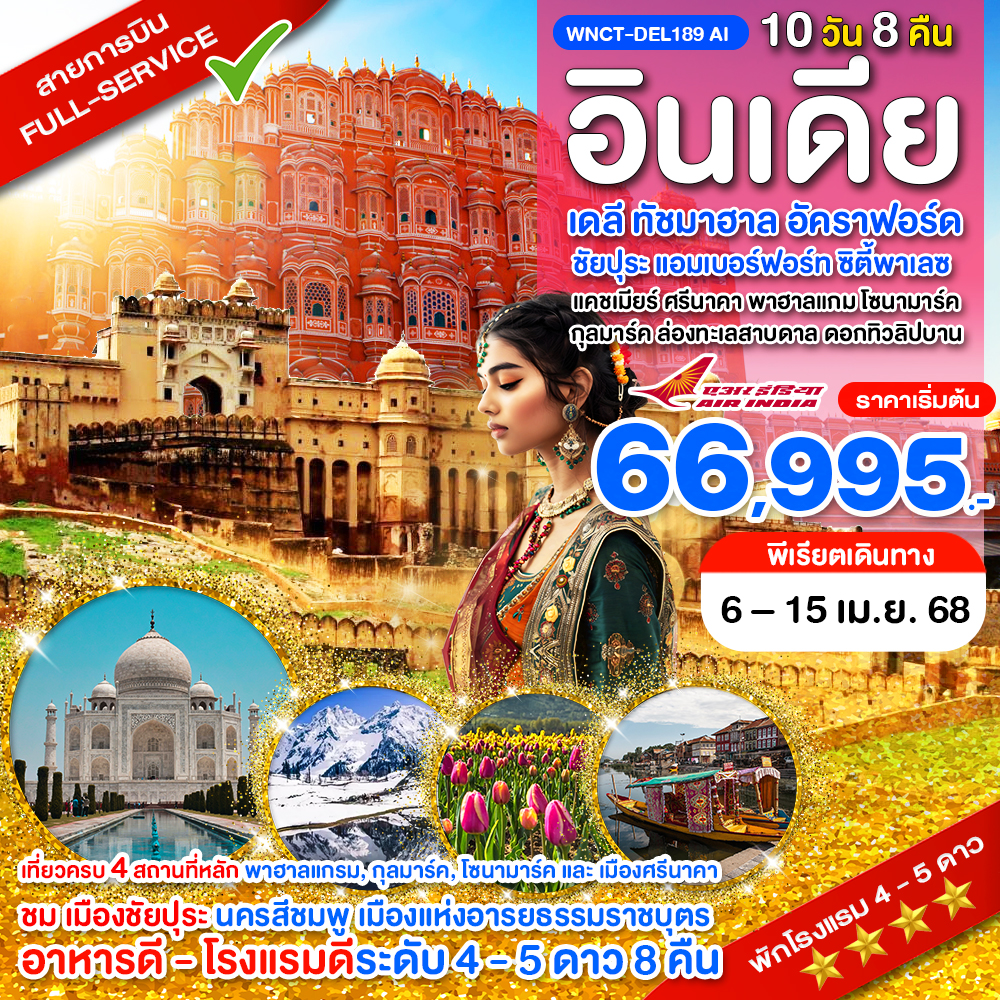 สายการบิน
FULL-SERVICE
WNCT-DEL189 AI
10 วัน 8 คืน
อินเดีย
เดลี ทัชมาฮาล อัคราฟอร์ด
ชัยปุระ แอมเบอร์ฟอร์ท ซิตี้พาเลซ
แคชเมียร์ ศรีนาคา พาฮาลแกม โซนามาร์ค
กุลมาร์ค ล่องทะเลสาบดาล ดอกทิวลิปบาน
एअर इंडिया
AIR INDIA
ราคาเริ่มต้น
66,995.-
พีเรียตเดินทาง
6 – 15 เม.ย. 68
เที่ยวครบ 4 สถานที่หลัก พาฮาลแกรม, กุลมาร์ค, โซนามาร์ค และ เมืองศรีนาคา
ชม เมืองชัยปุระ นครสีชมพู เมืองแห่งอารยธรรมราชบุตร
อาหารดี – โรงแรมดีระดับ 4 – 5 ดาว 8 คืน
พักโรงแรม 4 – 5 ดาว